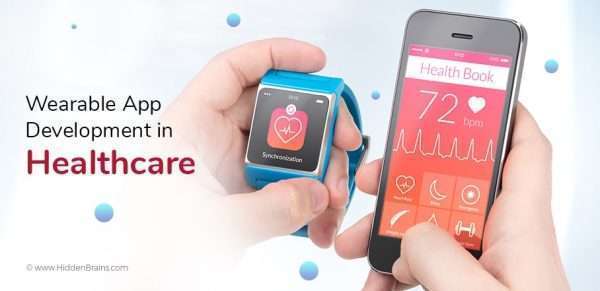 Wearable App
Development in
Healthcare
© www.HiddenBrains.com
Synchronization
Health Book
72
bpm